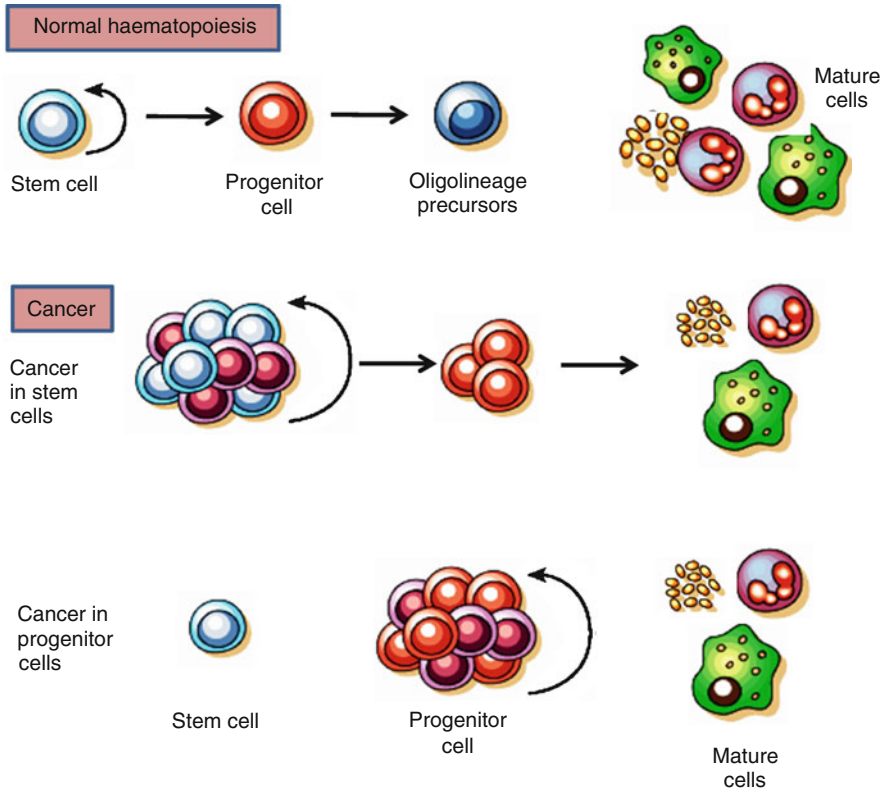 Normal haematopoiesis
Mature
cells
Stem cell
Progenitor
cell
Oligolineage
precursors
Cancer
Cancer
in stem
cells
Cancer in
progenitor
cells
Stem cell
Progenitor
cell
Mature
cells